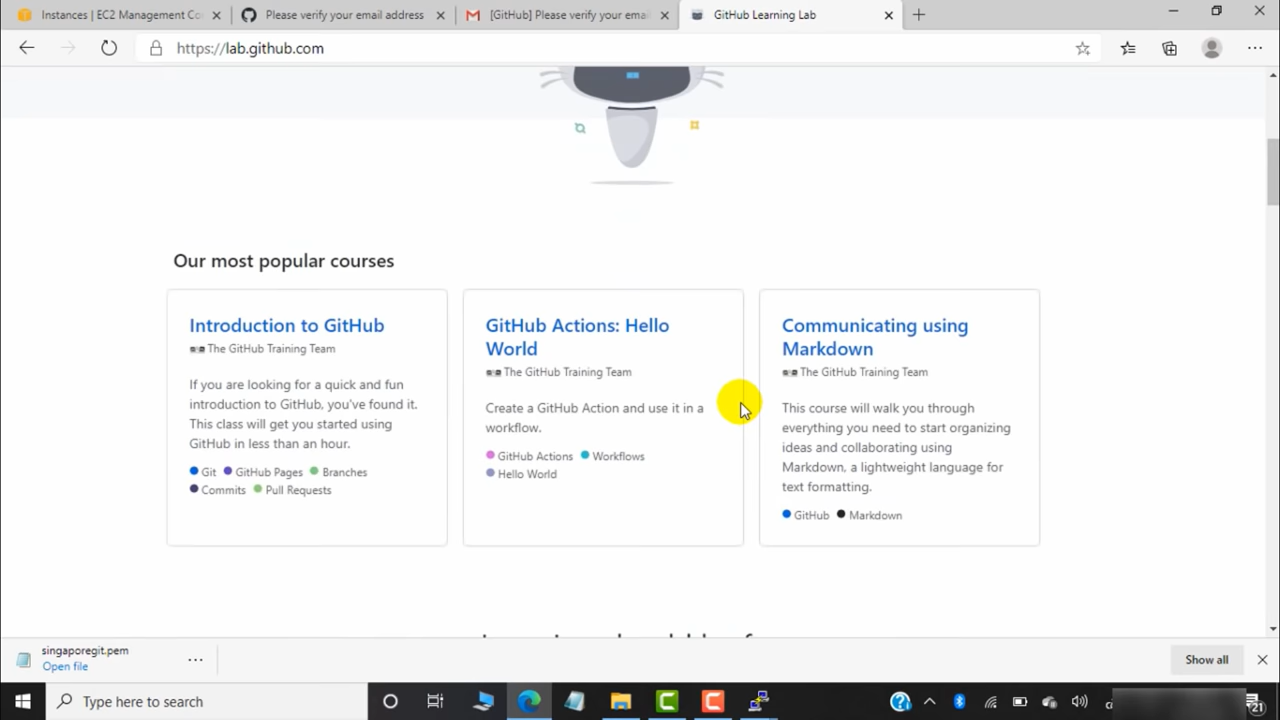 Instances | EC2 Management Co
Please verify your email address
[GitHub] Please verify your emai
GitHub Learning Lab
https://lab.github.com
Our most popular courses
Introduction to GitHub
The GitHub Training Team
If you are looking for a quick and fun
introduction to GitHub, you've found it.
This class will get you started using
GitHub in less than an hour.
Git GitHub Pages Branches
Commits Pull Requests
GitHub Actions: Hello
World
The GitHub Training Team
Create a GitHub Action and use it in a
workflow.
GitHub Actions Workflows
Hello World
Communicating using
Markdown
The GitHub Training Team
This course will walk you through
everything you need to start organizing
ideas and collaborating using
Markdown, a lightweight language for
text formatting.
GitHub Markdown
singaporegit.pem
Open file
Show all
Type here to search
21